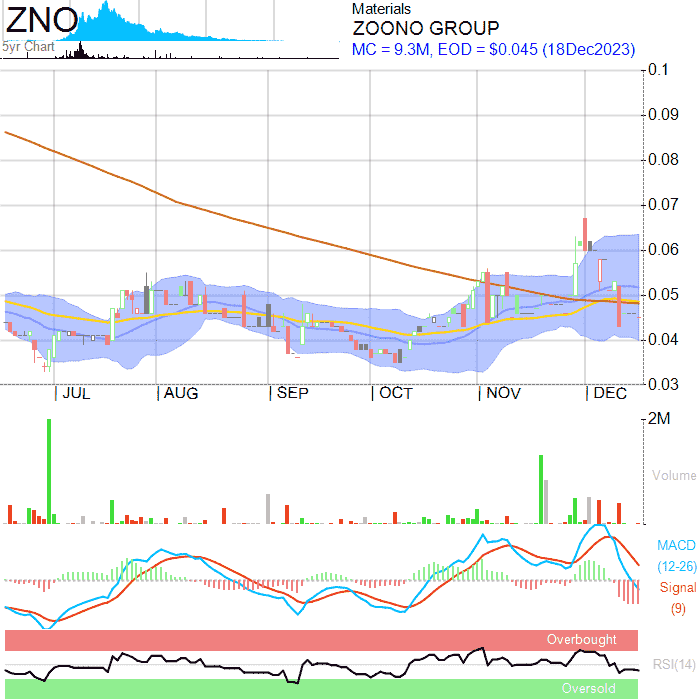 ZNO
5yr Chart
Materials
ZOONO GROUP
MC = 9.3M, EOD = $0.045 (18Dec2023)
0.1
0.09
0.08
0.07
0.06
0.05
0.04
0.03
JUL AUG SEP OCT NOV DEC
2M
Volume
MACD
(12-26)
Signal
(9)
Overbought
RSI(14)
Oversold